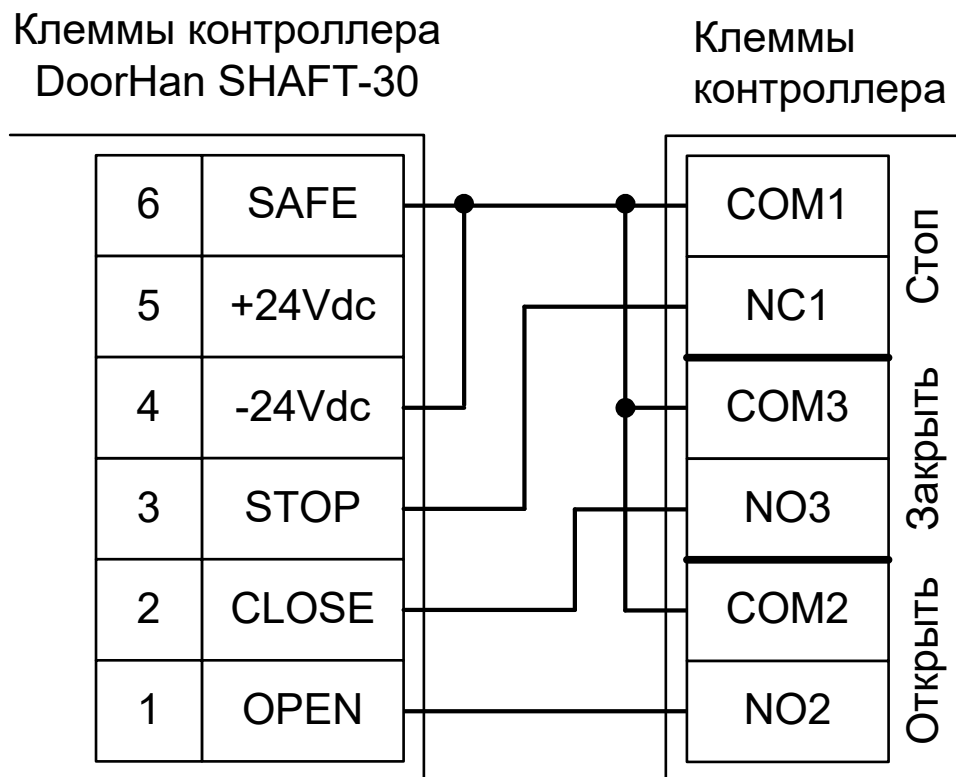 Клеммы контроллера
DoorHan SHAFT-30
6 SAFE
5 +24Vdc
4 -24Vdc
3 STOP
2 CLOSE
1 OPEN
Клеммы
контроллера
COM1
NC1
COM3
NO3
COM2
NO2
Стоп
Закрыть
Открыть